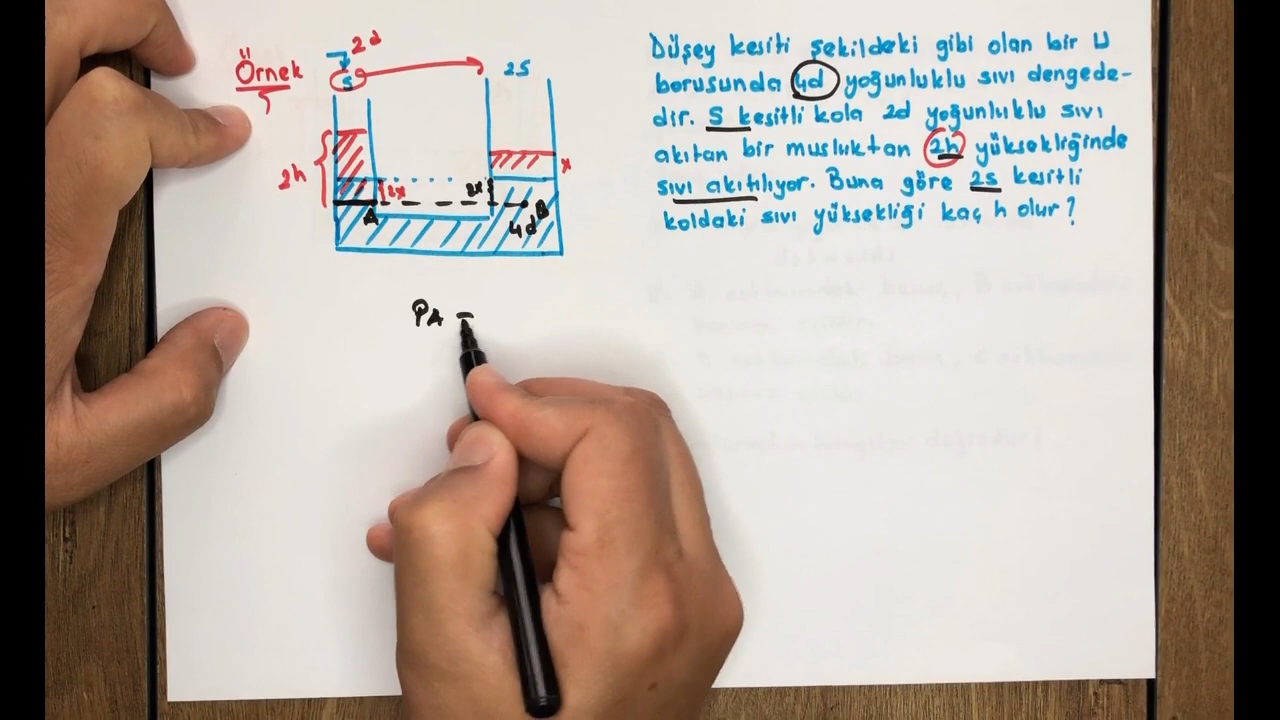 Örnek
2d
S
2S
2h
2x
2x
x
A
B
4d
PA =
Düşey kesiti şekildeki gibi olan bir U
borusunda 4d yoğunluklu sıvı dengede-
dir. S kesitli kola 2d yoğunluklu sıvı
akıtan bir musluktan 2h yüksekliğinde
sıvı akıtılıyor. Buna göre 2s kesitli
koldaki sıvı yüksekliği kaç h olur?